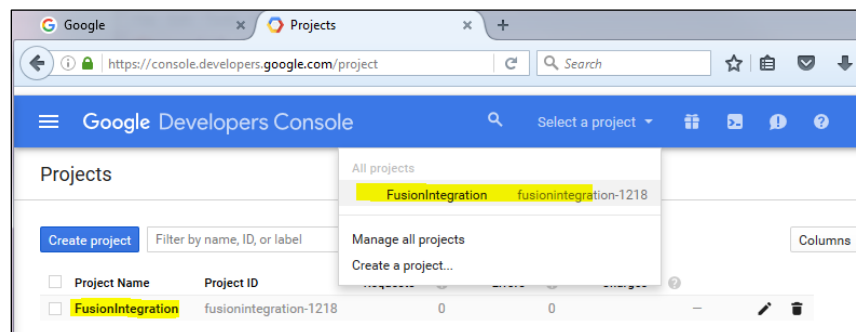 Google
Projects
https://console.developers.google.com/project
Search
Google Developers Console
Select a project
All projects
FusionIntegration fusionintegration-1218
Manage all projects
Create a project...
Projects
Create project
Filter by name, ID, or label
Columns
Project Name Project ID Requests Errors Charges
FusionIntegration fusionintegration-1218 0 0 –